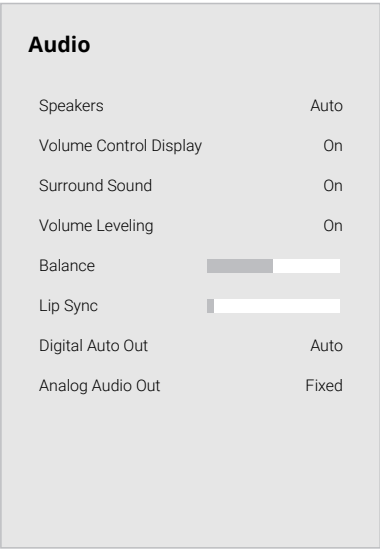 Audio
Speakers Auto
Volume Control Display On
Surround Sound On
Volume Leveling On
Balance
Lip Sync
Digital Auto Out Auto
Analog Audio Out Fixed